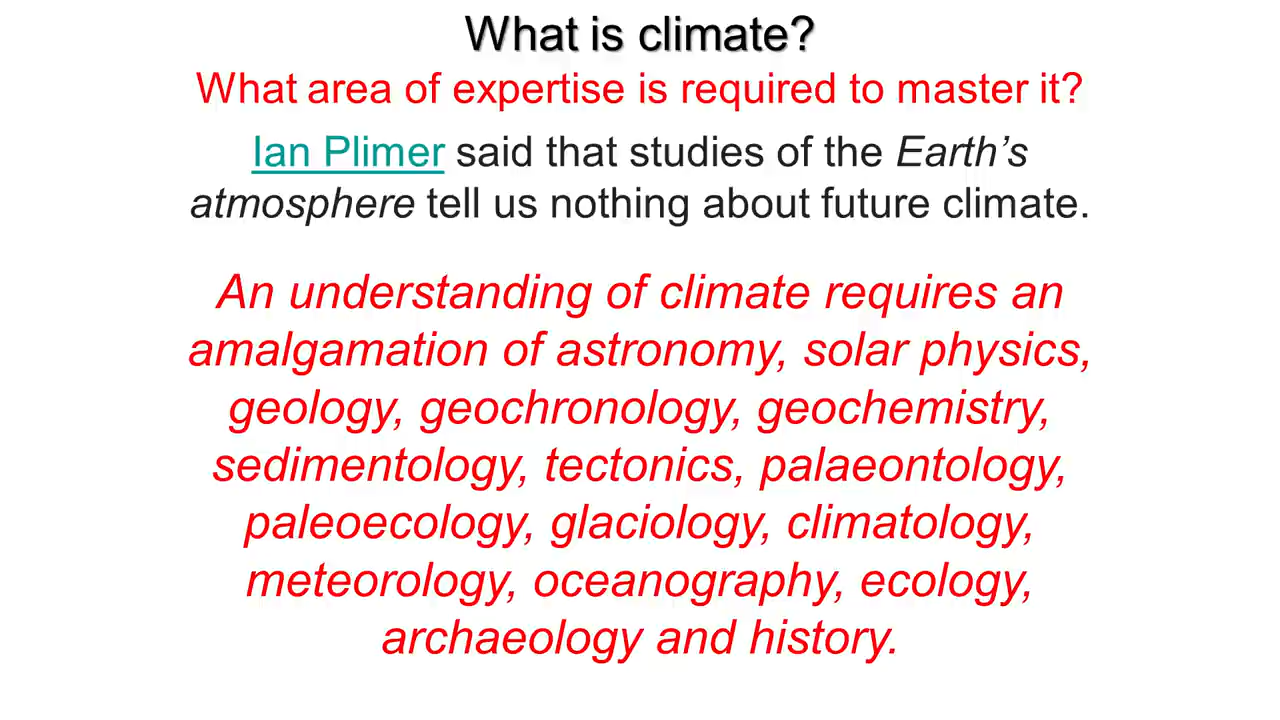 What is climate?
What area of expertise is required to master it?
Ian Plimer said that studies of the Earth’s
atmosphere tell us nothing about future climate.
An understanding of climate requires an
amalgamation of astronomy, solar physics,
geology, geochronology, geochemistry,
sedimentology, tectonics, palaeontology,
paleoecology, glaciology, climatology,
meteorology, oceanography, ecology,
archaeology and history.